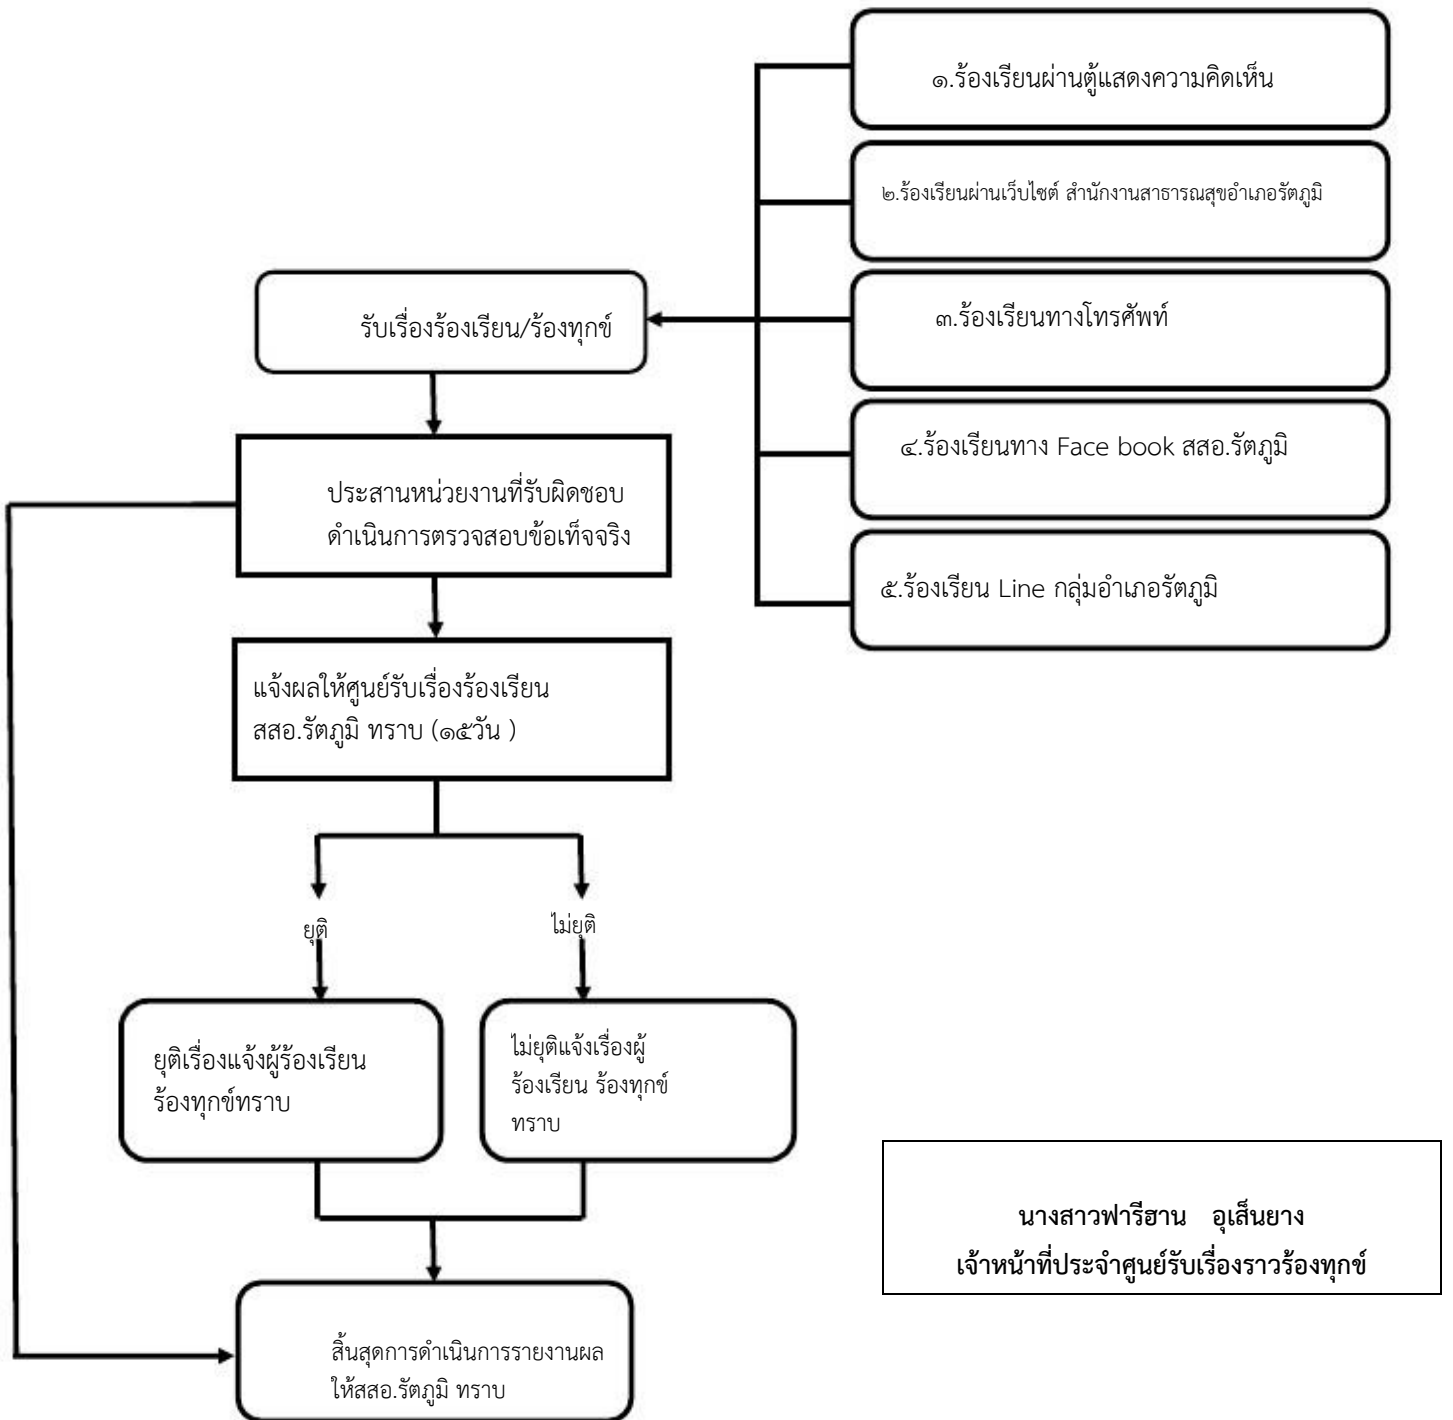 ๑.ร้องเรียนผ่านตู้แสดงความคิดเห็น
๒.ร้องเรียนผ่านเว็บไซต์ สำนักงานสาธารณสุขอำเภอรัตภูมิ
รับเรื่องร้องเรียน/ร้องทุกข์
๓.ร้องเรียนทางโทรศัพท์
๔.ร้องเรียนทาง Face book สสอ.รัตภูมิ
ประสานหน่วยงานที่รับผิดชอบ
ดำเนินการตรวจสอบข้อเท็จจริง
๕.ร้องเรียน Line กลุ่มอำเภอรัตภูมิ
แจ้งผลให้ศูนย์รับเรื่องร้องเรียน
สสอ.รัตภูมิ ทราบ (๑๕วัน )
ยุติ
ไม่ยุติ
ยุติเรื่องแจ้งผู้ร้องเรียน
ร้องทุกข์ทราบ
ไม่ยุติแจ้งเรื่องผู้
ร้องเรียน ร้องทุกข์
ทราบ
นางสาวฟารีฮาน อุเส็นยาง
เจ้าหน้าที่ประจำศูนย์รับเรื่องราวร้องทุกข์
สิ้นสุดการดำเนินการรายงานผล
ให้สสอ.รัตภูมิ ทราบ